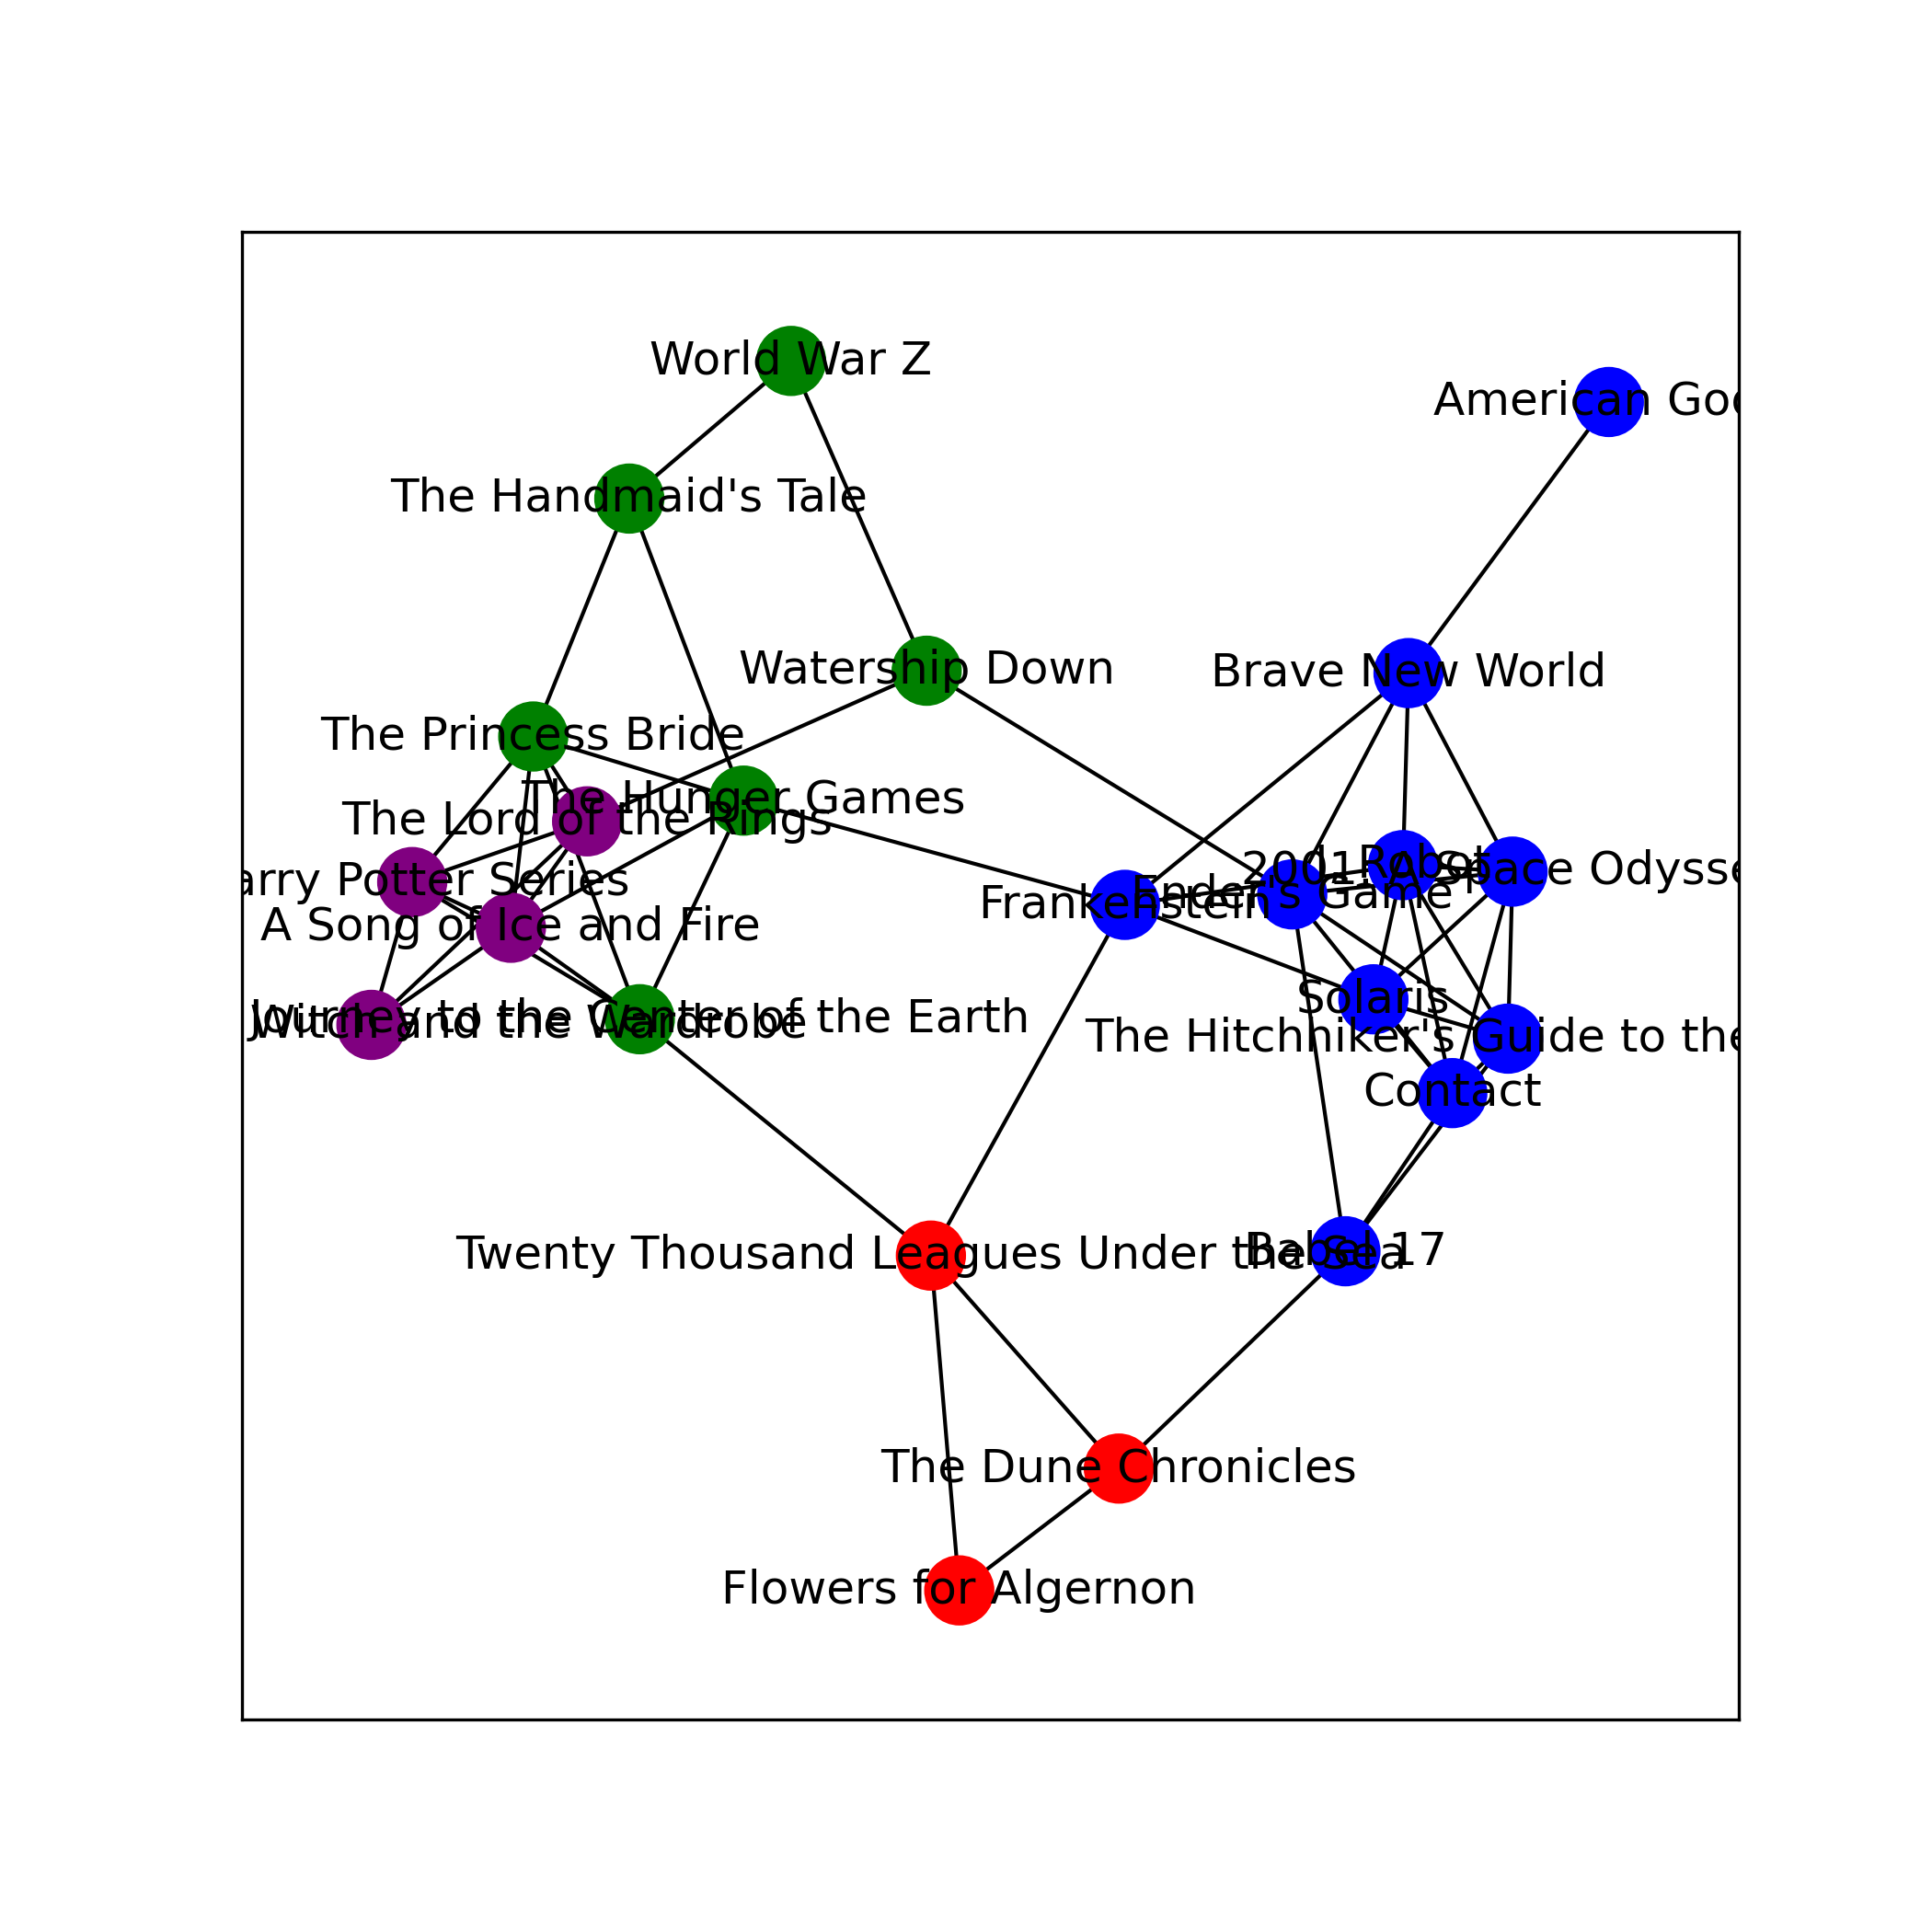 World War Z
American Go
The Handmaid's Tale
Watership Down
Brave New World
The Princess Bride
The Hunger Games
The Lord of the Rings
I, Robot
2001: A Space Odysse
arry Potter Series
Ender's Game
Frankenstein
A Song of Ice and Fire
Solaris
Journey to the Center of the Earth
Witch and the Wardrobe
The Hitchhiker's Guide to the
Contact
Twenty Thousand Leagues Under the Sea
Babel 17
The Dune Chronicles
Flowers for Algernon